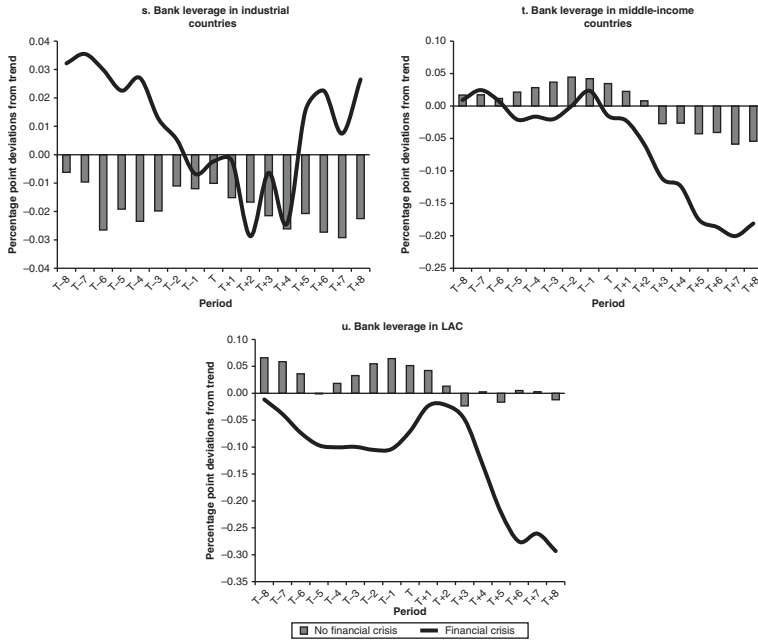 s. Bank leverage in industrial
countries
Percentage point deviations from trend
0.04
0.03
0.02
0.01
0.00
–0.01
–0.02
–0.03
–0.04
T–8 T–7 T–6 T–5 T–4 T–3 T–2 T–1 T T+1 T+2 T+3 T+4 T+5 T+6 T+7 T+8
Period
t. Bank leverage in middle-income
countries
Percentage point deviations from trend
0.10
0.05
0.00
–0.05
–0.10
–0.15
–0.20
–0.25
T–8 T–7 T–6 T–5 T–4 T–3 T–2 T–1 T T+1 T+2 T+3 T+4 T+5 T+6 T+7 T+8
Period
u. Bank leverage in LAC
Percentage point deviations from trend
0.10
0.05
0.00
–0.05
–0.10
–0.15
–0.20
–0.25
–0.30
–0.35
T–8 T–7 T–6 T–5 T–4 T–3 T–2 T–1 T T+1 T+2 T+3 T+4 T+5 T+6 T+7 T+8
Period
No financial crisis Financial crisis